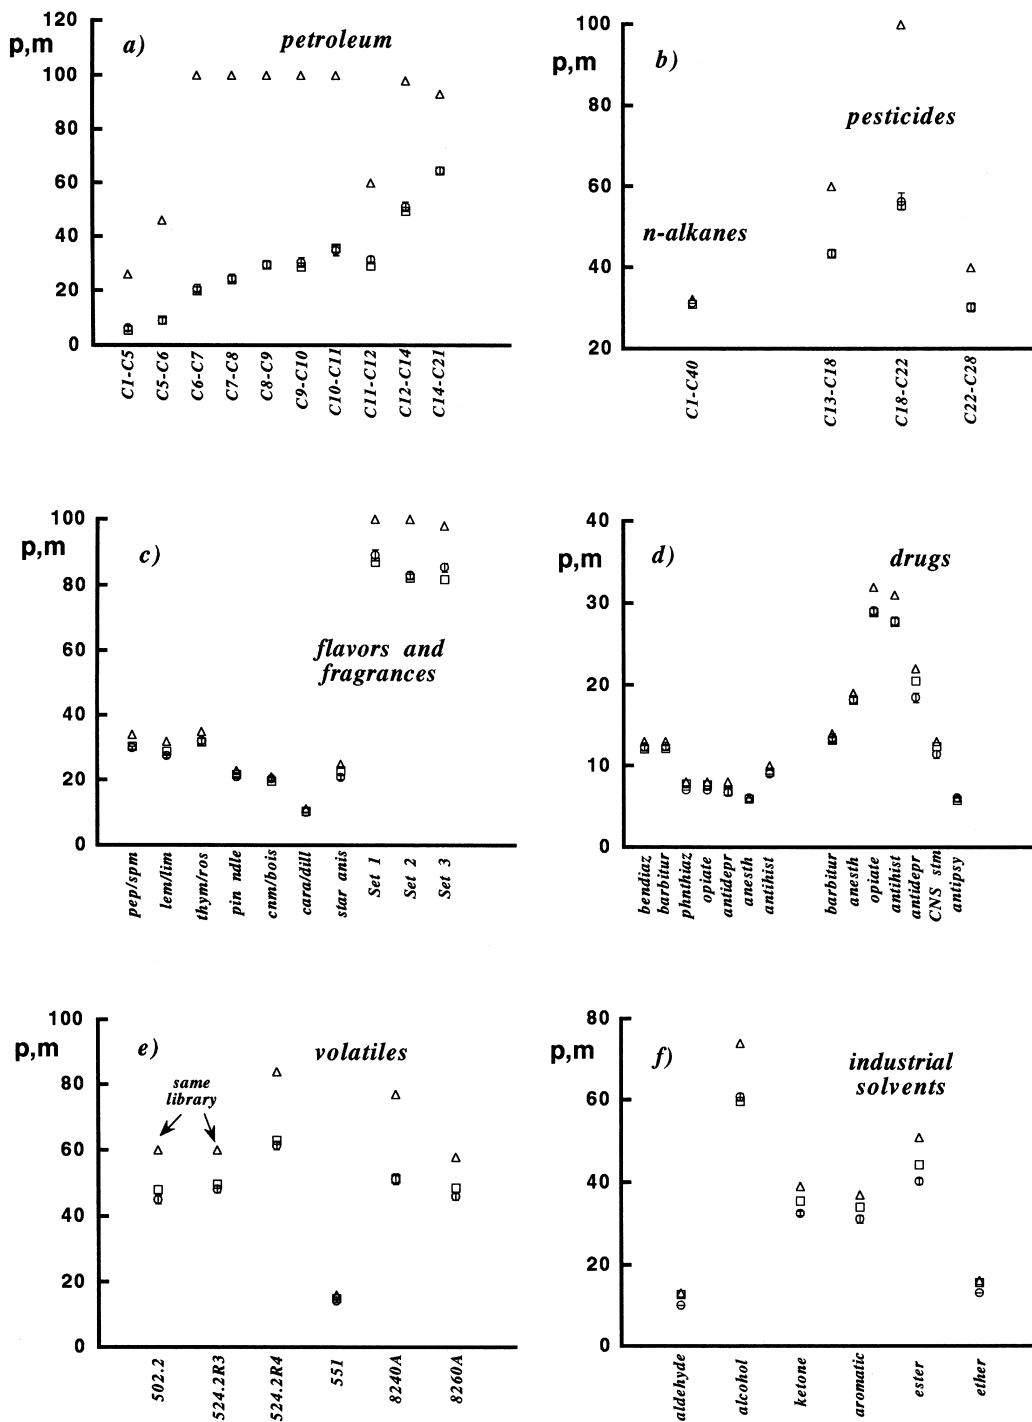 p,m
a)
petroleum
120
100
80
60
40
20
0
C1-C5
C5-C6
C6-C7
C7-C8
C8-C9
C9-C10
C10-C11
C11-C12
C12-C14
C14-C21
p,m
b)
pesticides
n-alkanes
100
80
60
40
20
C1-C40
C13-C18
C18-C22
C22-C28
p,m
c)
flavors and
fragrances
100
80
60
40
20
0
pep/spm
lem/lim
thym/ros
pin ndle
cnm/bois
cara/dill
star anis
Set 1
Set 2
Set 3
p,m
d)
drugs
40
30
20
10
0
bendiaz
barbitur
phnthiaz
opiate
antidepr
anesth
antihist
barbitur
anesth
opiate
antihist
antidepr
CNS stm
antipsy
p,m
e)
volatiles
same
library
100
80
60
40
20
0
502.2
524.2R3
524.2R4
551
8240A
8260A
p,m
f)
industrial
solvents
80
60
40
20
0
aldehyde
alcohol
ketone
aromatic
ester
ether